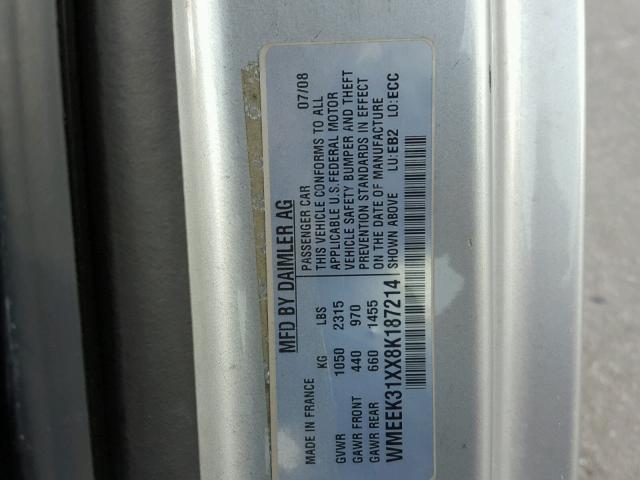 MFD BY DAIMLER AG
MADE IN FRANCE
PASSENGER CAR 07/08
KG LBS
THIS VEHICLE CONFORMS TO ALL
GVWR 1050 2315
APPLICABLE U.S. FEDERAL MOTOR
GAWR FRONT 440 970
VEHICLE SAFETY BUMPER AND THEFT
PREVENTION STANDARDS IN EFFECT
GAWR REAR 660 1455
ON THE DATE OF MANUFACTURE
SHOWN ABOVE LU:EB2 LO:ECC
WMEEK31XX8K187214